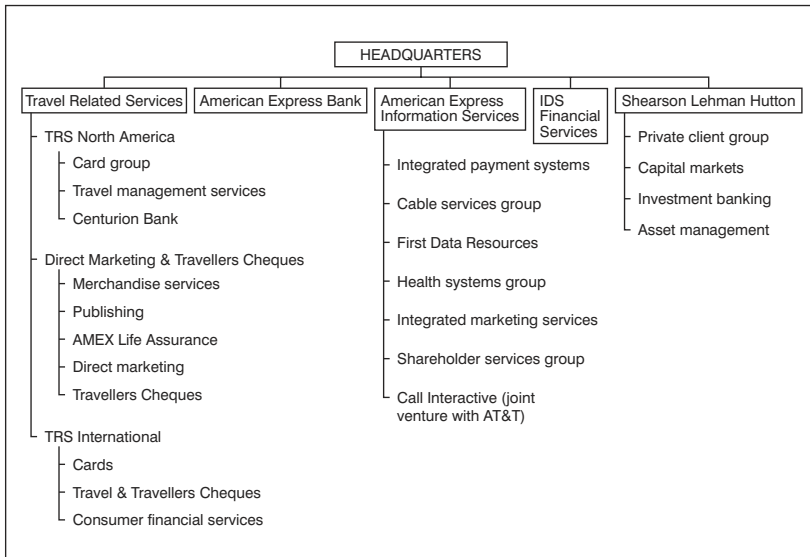 HEADQUARTERS
Travel Related Services
American Express Bank
American Express
Information Services
IDS
Financial
Services
Shearson Lehman Hutton
TRS North America
Card group
Travel management services
Centurion Bank
Direct Marketing & Travellers Cheques
Merchandise services
Publishing
AMEX Life Assurance
Direct marketing
Travellers Cheques
TRS International
Cards
Travel & Travellers Cheques
Consumer financial services
Integrated payment systems
Cable services group
First Data Resources
Health systems group
Integrated marketing services
Shareholder services group
Call Interactive (joint
venture with AT&T)
Private client group
Capital markets
Investment banking
Asset management